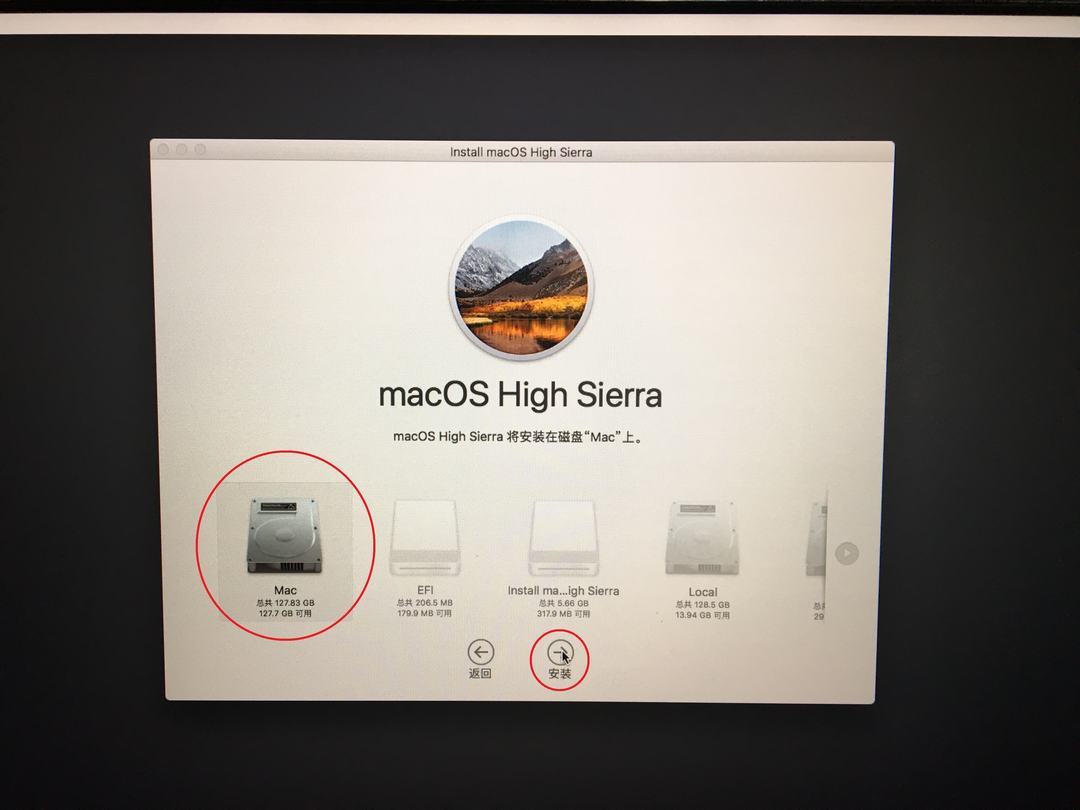 Install macOS High Sierra
macOS High Sierra
macOS High Sierra 将安装在磁盘“Mac”上。
Mac
总共 127.83 GB
127.7 GB 可用
EFI
总共 206.5 MB
179.9 MB 可用
Install ma...igh Sierra
总共 5.66 GB
317.9 MB 可用
Local
总共 128.5 GB
13.94 GB 可用
总共
29
返回
安装